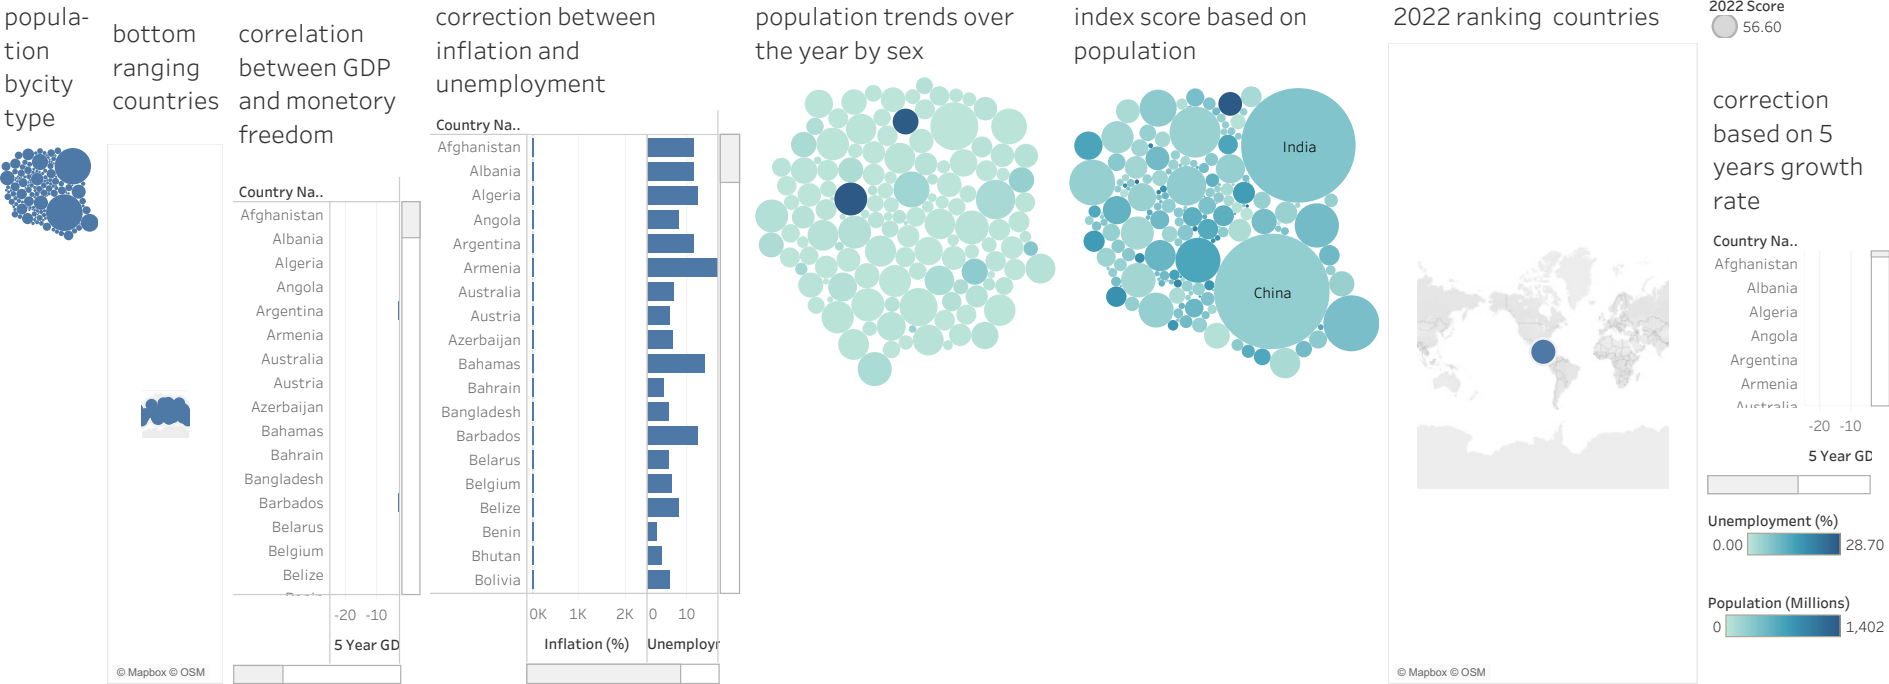 popula-
tion
bycity
type
bottom
ranging
countries
© Mapbox © OSM
correlation
between GDP
and monetory
freedom
Country Na..
Afghanistan
Albania
Algeria
Angola
Argentina
Armenia
Australia
Austria
Azerbaijan
Bahamas
Bahrain
Bangladesh
Barbados
Belarus
Belgium
Belize
-20 -10
5 Year GD
correction between
inflation and
unemployment
Country Na..
Afghanistan
Albania
Algeria
Angola
Argentina
Armenia
Australia
Austria
Azerbaijan
Bahamas
Bahrain
Bangladesh
Barbados
Belarus
Belgium
Belize
Benin
Bhutan
Bolivia
0K 1K 2K 0 10
Inflation (%) Unemployr
population trends over
the year by sex
index score based on
population
India
China
2022 ranking countries
© Mapbox © OSM
2022 Score
56.60
correction
based on 5
years growth
rate
Country Na..
Afghanistan
Albania
Algeria
Angola
Argentina
Armenia
Australia
-20 -10
5 Year GD
Unemployment (%)
0.00 28.70
Population (Millions)
0 1,402